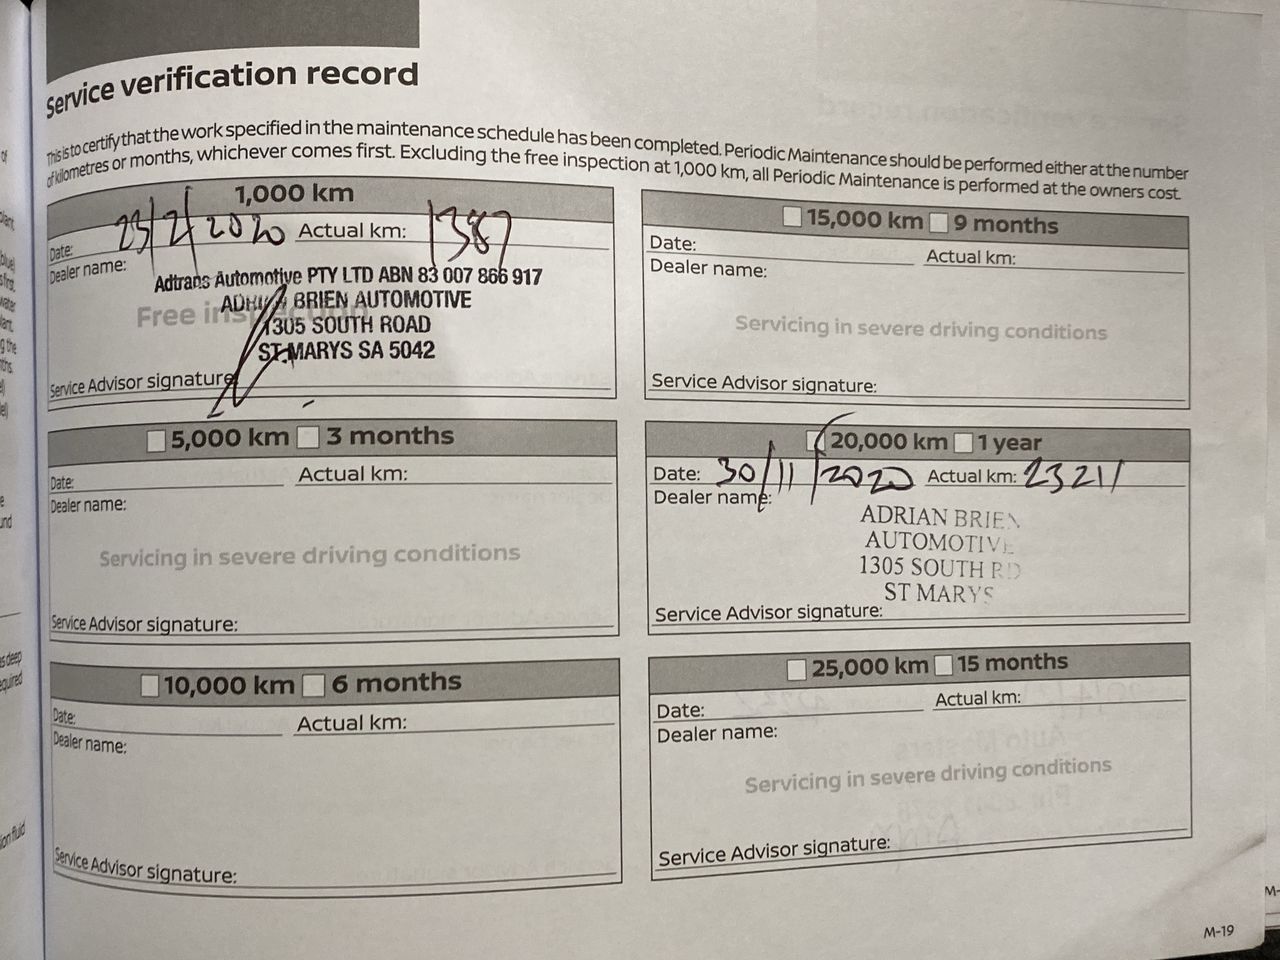 Service verification record
This is to certify that the work specified in the maintenance schedule has been completed. Periodic Maintenance should be performed either at the number
of kilometres or months, whichever comes first. Excluding the free inspection at 1,000 km, all Periodic Maintenance is performed at the owners cost.
1,000 km
Date: 23/2/2020 Actual km: 1387
Dealer name:
Adtrans Automotive PTY LTD ABN 83 007 866 917
ADRIAN BRIEN AUTOMOTIVE
Free inspection
1305 SOUTH ROAD
ST.MARYS SA 5042
Service Advisor signature
5,000 km 3 months
Date: Actual km:
Dealer name:
Servicing in severe driving conditions
Service Advisor signature:
10,000 km 6 months
Date: Actual km:
Dealer name:
Service Advisor signature:
15,000 km 9 months
Date: Actual km:
Dealer name:
Servicing in severe driving conditions
Service Advisor signature:
20,000 km 1 year
Date: 30/11/2020 Actual km: 23211
Dealer name:
ADRIAN BRIEN
AUTOMOTIVE
1305 SOUTH RD
ST MARYS
Service Advisor signature:
25,000 km 15 months
Date: Actual km:
Dealer name:
Servicing in severe driving conditions
Service Advisor signature:
M-19